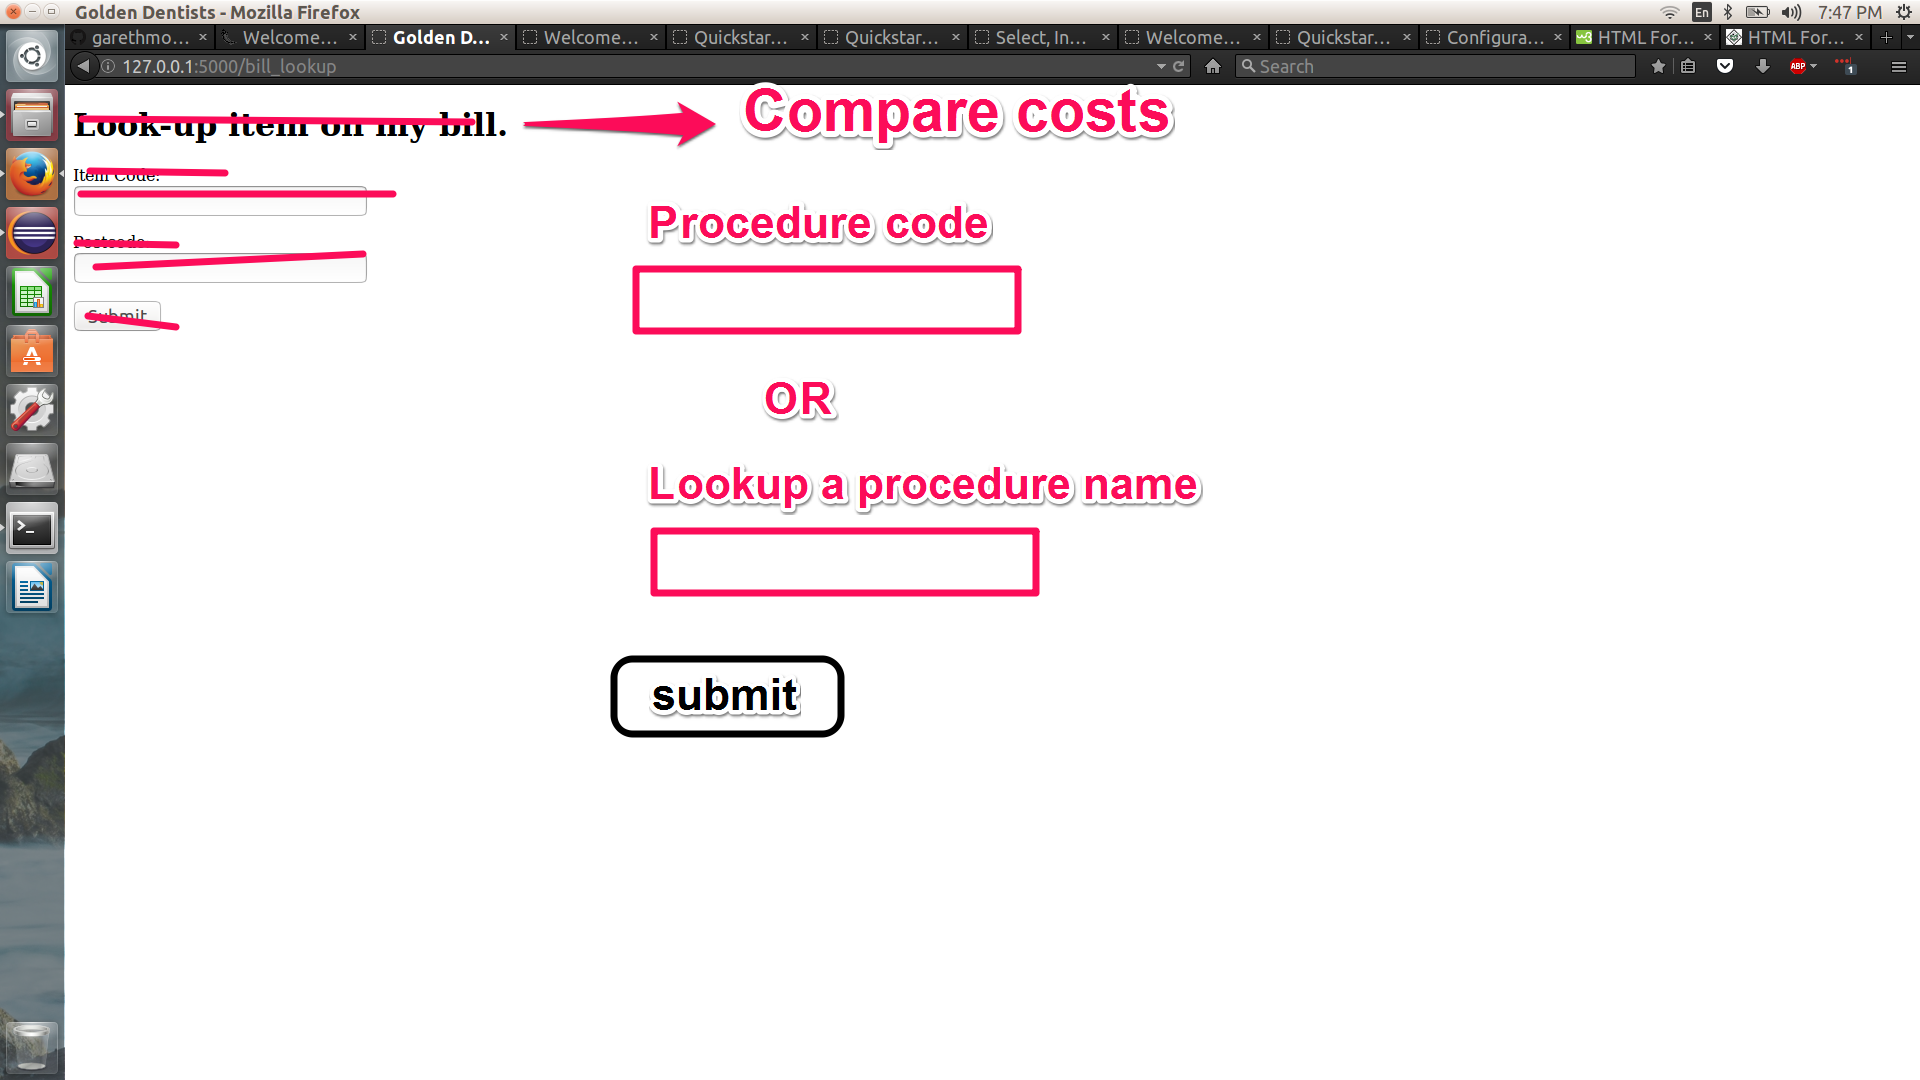 Golden Dentists - Mozilla Firefox
En
7:47 PM
garethmo...
Welcome...
Golden D...
Welcome...
Quickstar...
Quickstar...
Select, In...
Welcome...
Quickstar...
Configura...
HTML For...
HTML For...
127.0.0.1:5000/bill_lookup
Search
ABP
1
Look-up item on my bill.
Compare costs
Item Code:
Postcode
Submit
Procedure code
OR
Lookup a procedure name
submit